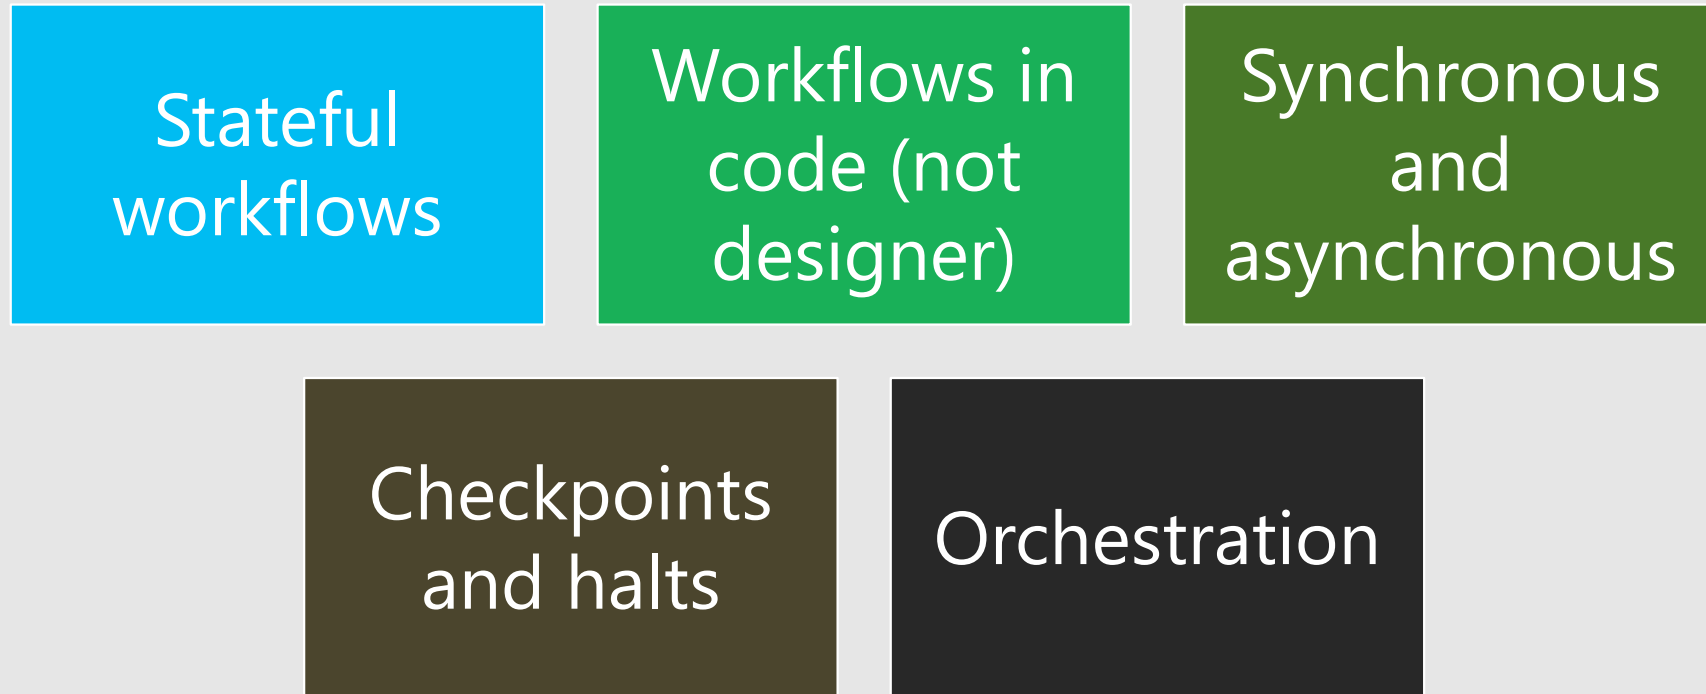 Stateful
workflows
Workflows in
code (not
designer)
Synchronous
and
asynchronous
Checkpoints
and halts
Orchestration